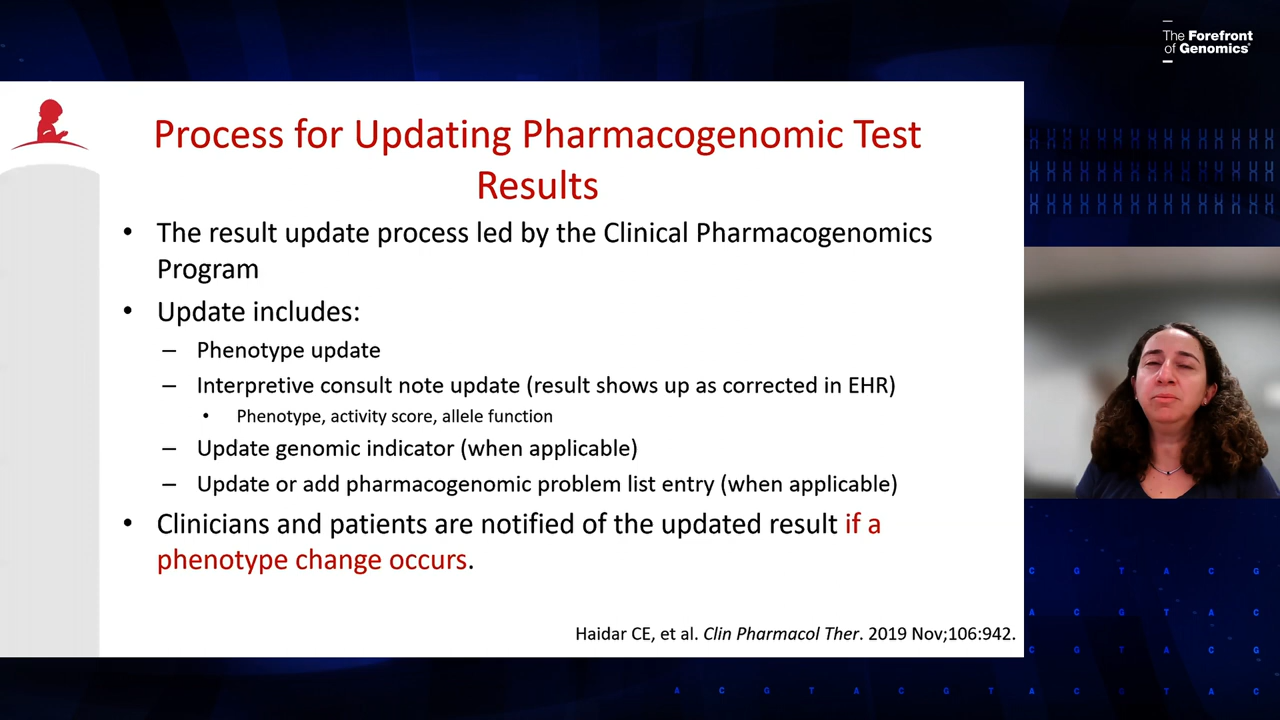 The Forefront
of Genomics®
Process for Updating Pharmacogenomic Test
Results
• The result update process led by the Clinical Pharmacogenomics
Program
• Update includes:
– Phenotype update
– Interpretive consult note update (result shows up as corrected in EHR)
• Phenotype, activity score, allele function
– Update genomic indicator (when applicable)
– Update or add pharmacogenomic problem list entry (when applicable)
• Clinicians and patients are notified of the updated result if a
phenotype change occurs.
Haidar CE, et al. Clin Pharmacol Ther. 2019 Nov;106:942.
C G T A C G
A C G T A C G T A C
C G T A C G
A C G T A C G T A C G T A C